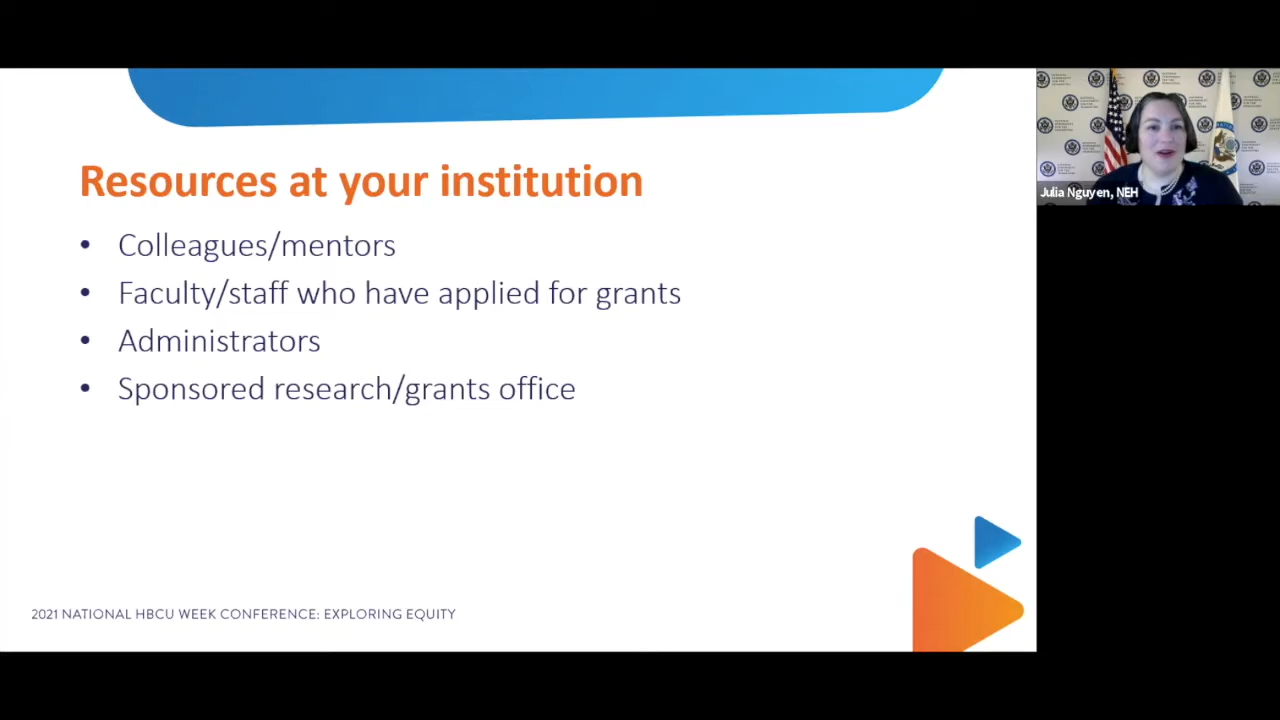 Resources at your institution
• Colleagues/mentors
• Faculty/staff who have applied for grants
• Administrators
• Sponsored research/grants office
2021 NATIONAL HBCU WEEK CONFERENCE: EXPLORING EQUITY
Julia Nguyen, NEH